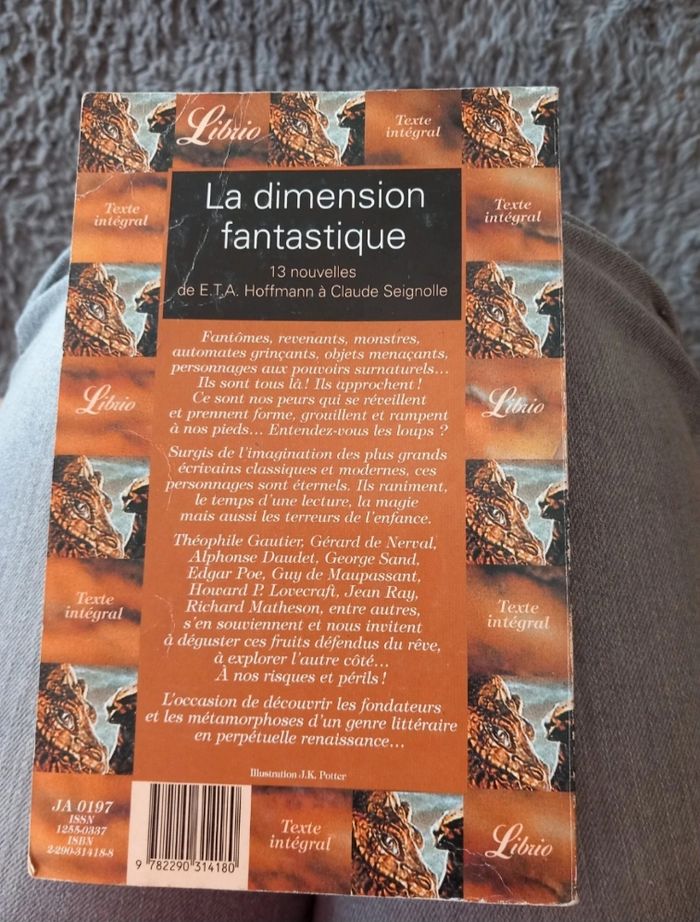 Librio
Texte
intégral
Texte
intégral
Texte
intégral
La dimension
fantastique
13 nouvelles
de E.T.A. Hoffmann à Claude Seignolle
Fantômes, revenants, monstres,
automates grinçants, objets menaçants,
personnages aux pouvoirs surnaturels…
Ils sont tous là ! Ils approchent !
Ce sont nos peurs qui se réveillent
et prennent forme, grouillent et rampent
à nos pieds… Entendez-vous les loups ?
Librio
Librio
Surgis de l'imagination des plus grands
écrivains classiques et modernes, ces
personnages sont éternels. Ils raniment,
le temps d'une lecture, la magie
mais aussi les terreurs de l'enfance.
Théophile Gautier, Gérard de Nerval,
Alphonse Daudet, George Sand,
Edgar Poe, Guy de Maupassant,
Howard P. Lovecraft, Jean Ray,
Richard Matheson, entre autres,
s'en souviennent et nous invitent
à déguster ces fruits défendus du rêve,
à explorer l'autre côté…
À nos risques et périls !
Texte
intégral
Texte
intégral
L'occasion de découvrir les fondateurs
et les métamorphoses d'un genre littéraire
en perpétuelle renaissance…
Illustration J.K. Potter
JA 0197
ISSN
1255-0337
ISBN
2-290-31418-8
9 782290 314180
Texte
intégral
Librio